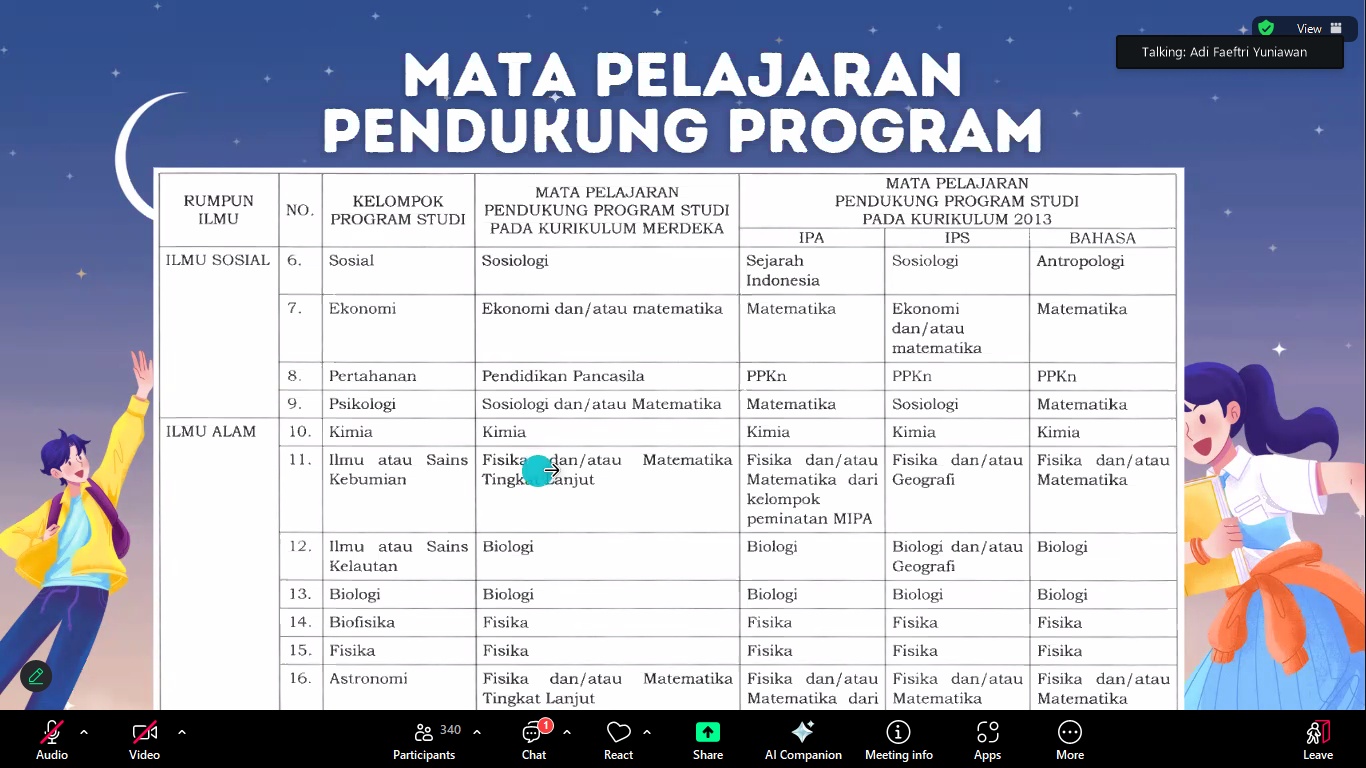 View
Talking: Adi Faeftri Yuniawan
MATA PELAJARAN
PENDUKUNG PROGRAM
RUMPUN ILMU | NO. | KELOMPOK PROGRAM STUDI | MATA PELAJARAN PENDUKUNG PROGRAM STUDI PADA KURIKULUM MERDEKA | MATA PELAJARAN PENDUKUNG PROGRAM STUDI PADA KURIKULUM 2013
IPA | IPS | BAHASA
ILMU SOSIAL | 6. | Sosial | Sosiologi | Sejarah Indonesia | Sosiologi | Antropologi
7. | Ekonomi | Ekonomi dan/atau matematika | Matematika | Ekonomi dan/atau matematika | Matematika
8. | Pertahanan | Pendidikan Pancasila | PPKn | PPKn | PPKn
9. | Psikologi | Sosiologi dan/atau Matematika | Matematika | Sosiologi | Matematika
ILMU ALAM | 10. | Kimia | Kimia | Kimia | Kimia | Kimia
11. | Ilmu atau Sains Kebumian | Fisika dan/atau Matematika Tingkat Lanjut | Fisika dan/atau Matematika dari kelompok peminatan MIPA | Fisika dan/atau Geografi | Fisika dan/atau Matematika
12. | Ilmu atau Sains Kelautan | Biologi | Biologi | Biologi dan/atau Geografi | Biologi
13. | Biologi | Biologi | Biologi | Biologi | Biologi
14. | Biofisika | Fisika | Fisika | Fisika | Fisika
15. | Fisika | Fisika | Fisika | Fisika | Fisika
16. | Astronomi | Fisika dan/atau Matematika Tingkat Lanjut | Fisika dan/atau Matematika dari | Fisika dan/atau Matematika | Fisika dan/atau Matematika
Audio
Video
340
Participants
1
Chat
React
Share
AI Companion
Meeting info
Apps
More
Leave